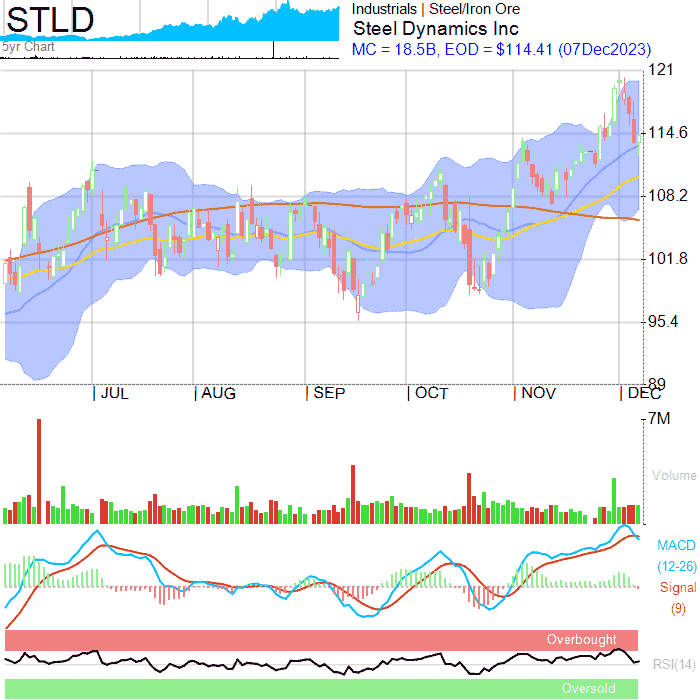 STLD
5yr Chart
Industrials | Steel/Iron Ore
Steel Dynamics Inc
MC = 18.5B, EOD = $114.41 (07Dec2023)
121
114.6
108.2
101.8
95.4
89
JUL AUG SEP OCT NOV DEC
7M
Volume
MACD
(12-26)
Signal
(9)
Overbought
RSI(14)
Oversold